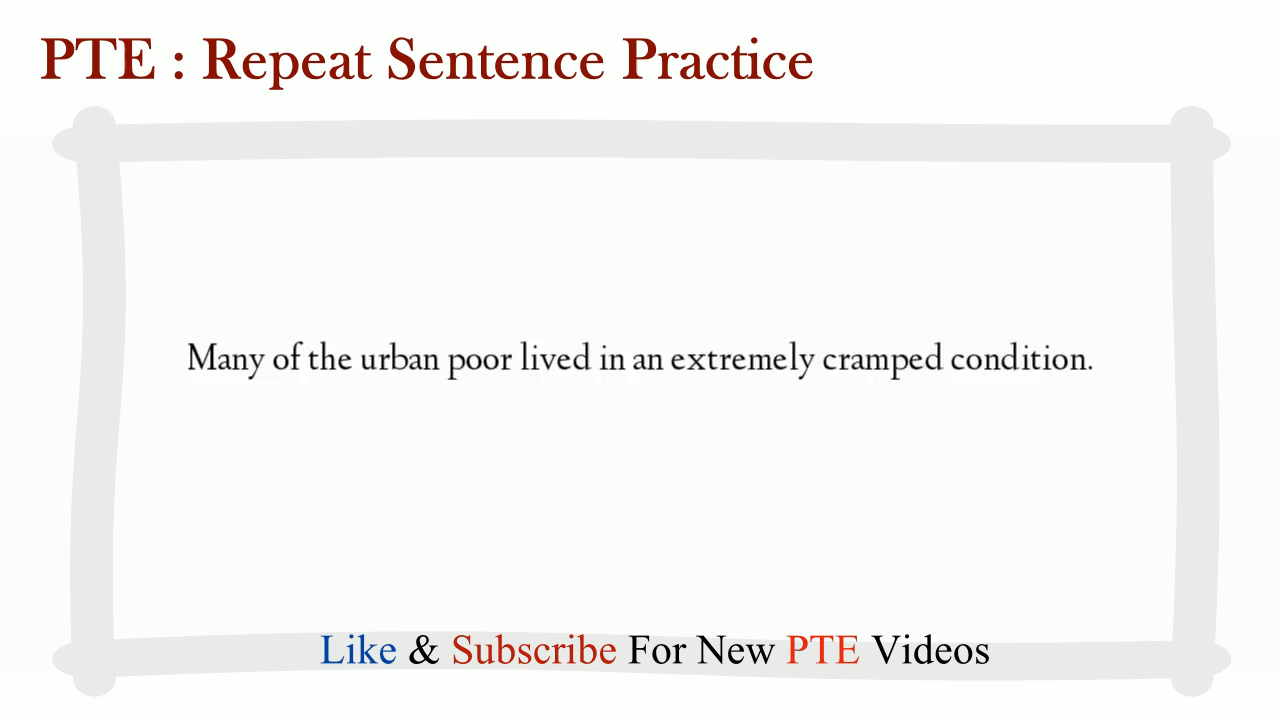 PTE : Repeat Sentence Practice
Many of the urban poor lived in an extremely cramped condition.
Like & Subscribe For New PTE Videos